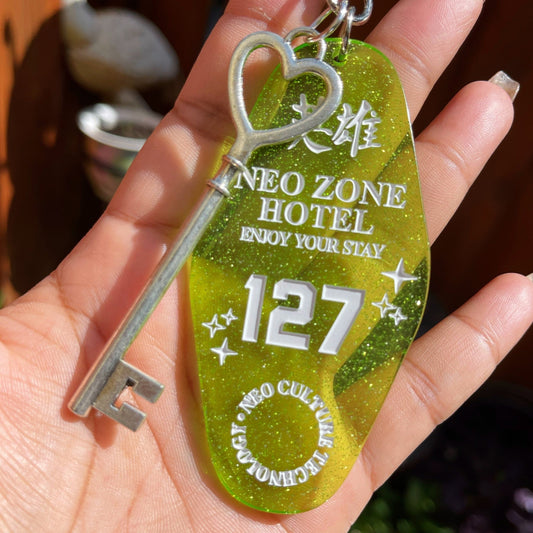 英雄
NEO ZONE
HOTEL
ENJOY YOUR STAY
127
• NEO CULTURE TECHNOLOGY